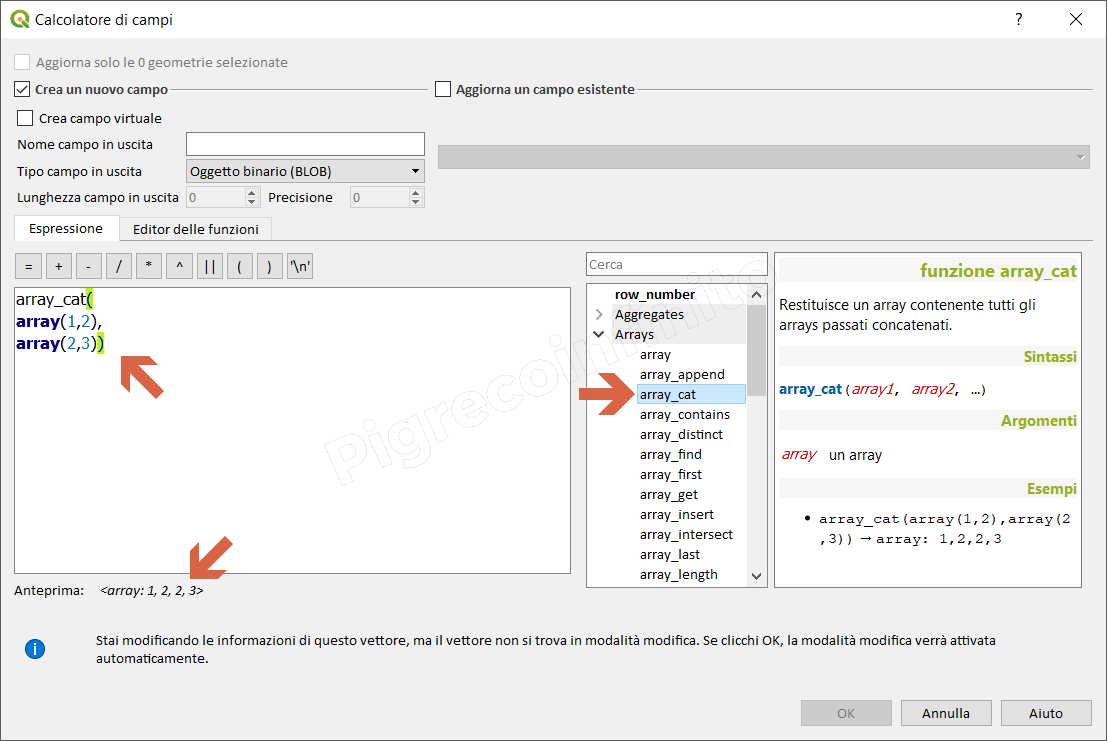 Calcolatore di campi
?
Aggiorna solo le 0 geometrie selezionate
Crea un nuovo campo
Aggiorna un campo esistente
Crea campo virtuale
Nome campo in uscita
Tipo campo in uscita Oggetto binario (BLOB)
Lunghezza campo in uscita 0 Precisione 0
Espressione Editor delle funzioni
= + - / * ^ || ( ) '\n'
array_cat(
array(1,2),
array(2,3))
Anteprima: <array: 1, 2, 2, 3>
Cerca
row_number
Aggregates
Arrays
array
array_append
array_cat
array_contains
array_distinct
array_find
array_first
array_get
array_insert
array_intersect
array_last
array_length
funzione array_cat
Restituisce un array contenente tutti gli
arrays passati concatenati.
Sintassi
array_cat(array1, array2, …)
Argomenti
array un array
Esempi
• array_cat(array(1,2),array(2
,3)) → array: 1,2,2,3
Pigrecoinfinito
Stai modificando le informazioni di questo vettore, ma il vettore non si trova in modalità modifica. Se clicchi OK, la modalità modifica verrà attivata
automaticamente.
OK Annulla Aiuto